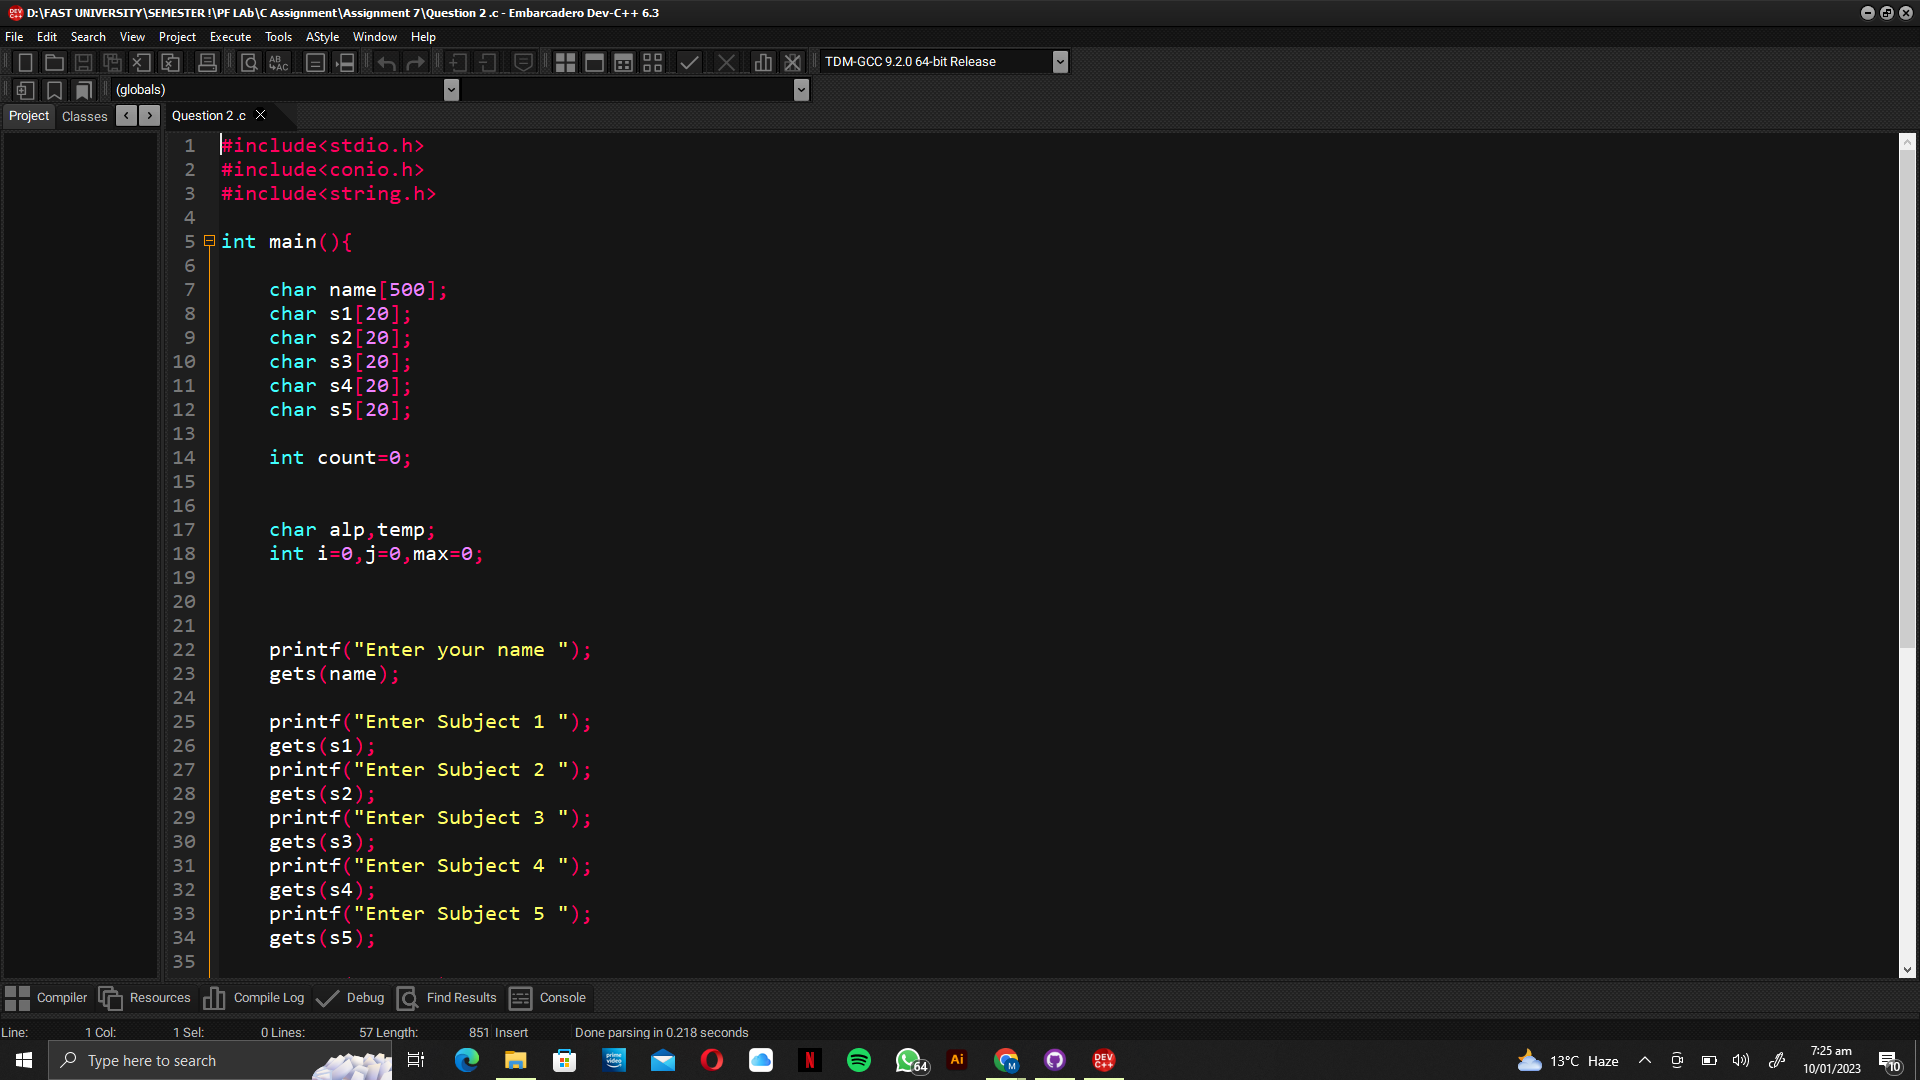 D:\FAST UNIVERSITY\SEMESTER !\PF LAb\C Assignment\Assignment 7\Question 2 .c - Embarcadero Dev-C++ 6.3
File Edit Search View Project Execute Tools AStyle Window Help
TDM-GCC 9.2.0 64-bit Release
(globals)
Project Classes Question 2 .c
1 #include<stdio.h>
2 #include<conio.h>
3 #include<string.h>
4
5 int main(){
6
7 char name[500];
8 char s1[20];
9 char s2[20];
10 char s3[20];
11 char s4[20];
12 char s5[20];
13
14 int count=0;
15
16
17 char alp,temp;
18 int i=0,j=0,max=0;
19
20
21
22 printf("Enter your name ");
23 gets(name);
24
25 printf("Enter Subject 1 ");
26 gets(s1);
27 printf("Enter Subject 2 ");
28 gets(s2);
29 printf("Enter Subject 3 ");
30 gets(s3);
31 printf("Enter Subject 4 ");
32 gets(s4);
33 printf("Enter Subject 5 ");
34 gets(s5);
35
Compiler Resources Compile Log Debug Find Results Console
Line: 1 Col: 1 Sel: 0 Lines: 57 Length: 851 Insert Done parsing in 0.218 seconds
Type here to search prime video N 64 Ai M DEV C++ 13°C Haze 7:25 am
10/01/2023 10